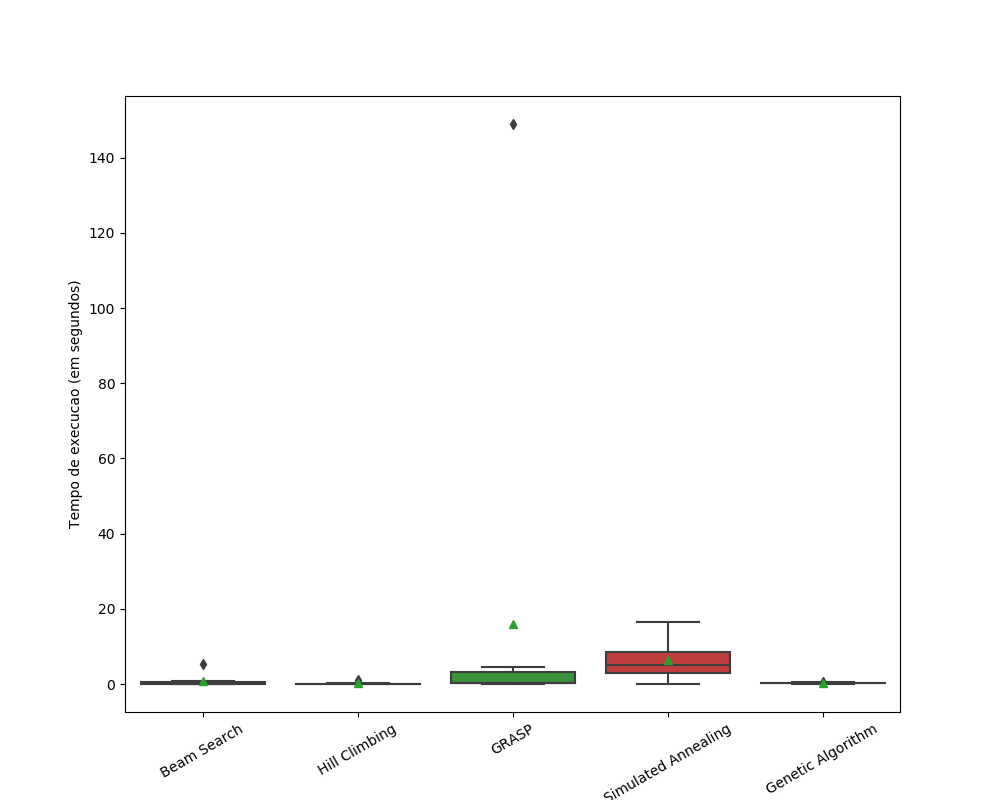 Tempo de execucao (em segundos)
140
120
100
80
60
40
20
0
Beam Search
Hill Climbing
GRASP
Simulated Annealing
Genetic Algorithm